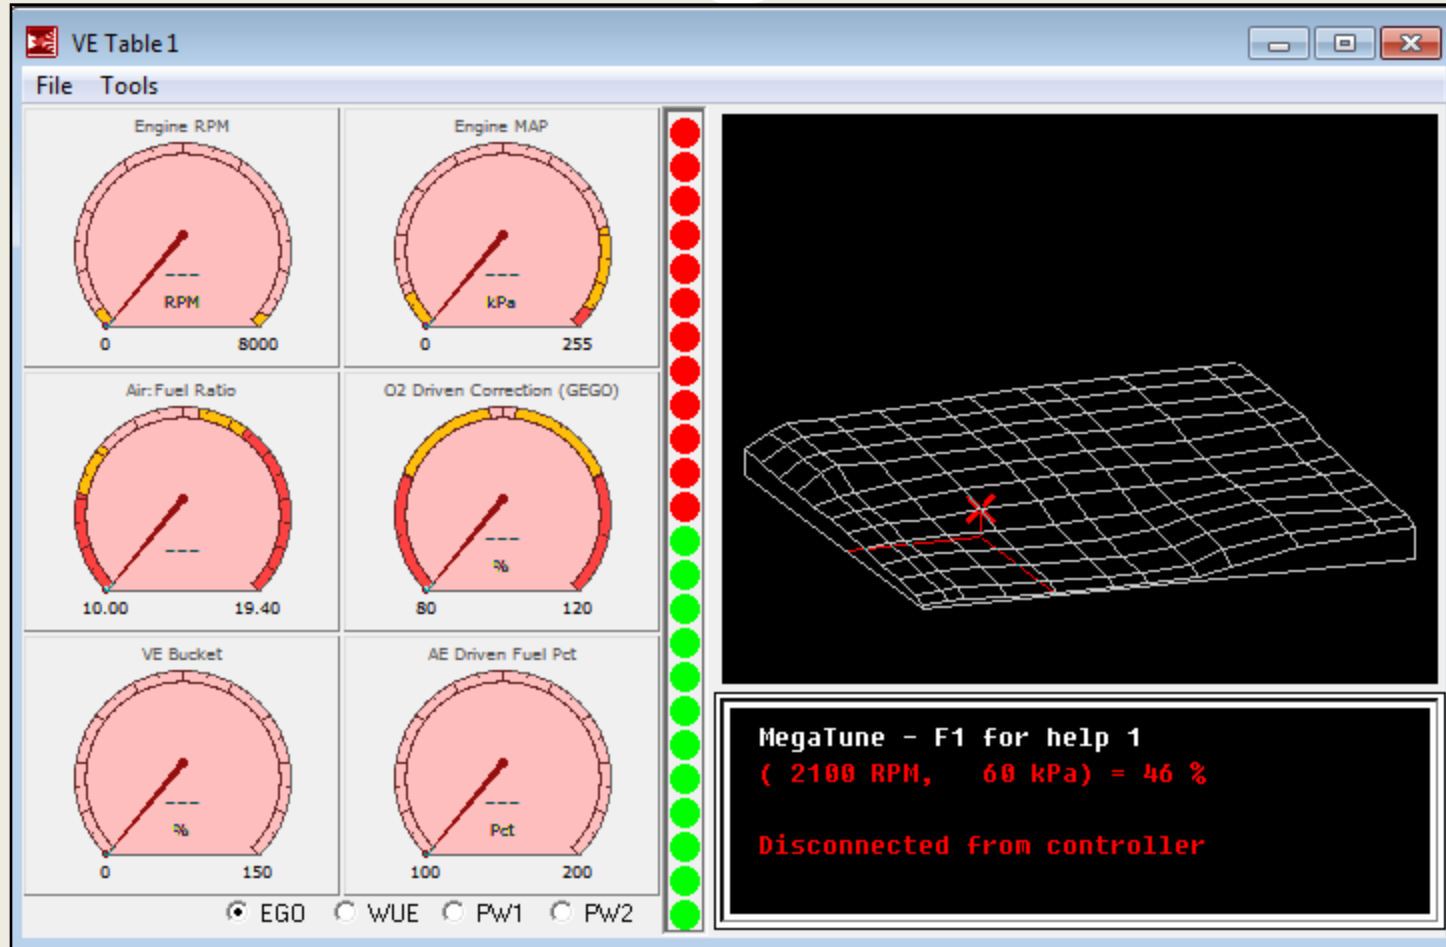 VE Table 1
File Tools
Engine RPM
---
RPM
0 8000
Engine MAP
---
kPa
0 255
Air:Fuel Ratio
---
10.00 19.40
O2 Driven Correction (GEGO)
---
%
80 120
VE Bucket
---
%
0 150
AE Driven Fuel Pct
---
Pct
100 200
EGO WUE PW1 PW2
MegaTune - F1 for help 1
( 2100 RPM, 60 kPa) = 46 %
Disconnected from controller